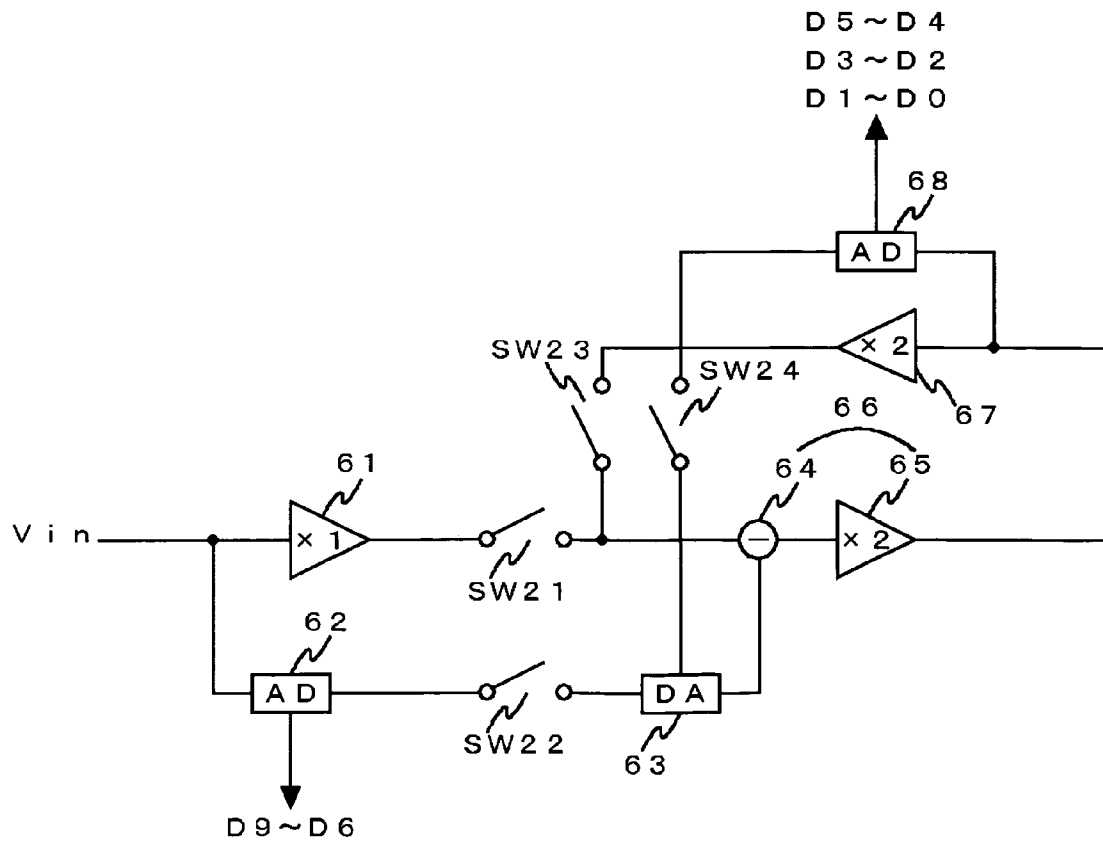 D5～D4
D3～D2
D1～D0
68
AD
SW23
×2
SW24
67
66
61
64
65
Vin
×1
−
×2
SW21
62
AD
DA
SW22
63
D9～D6